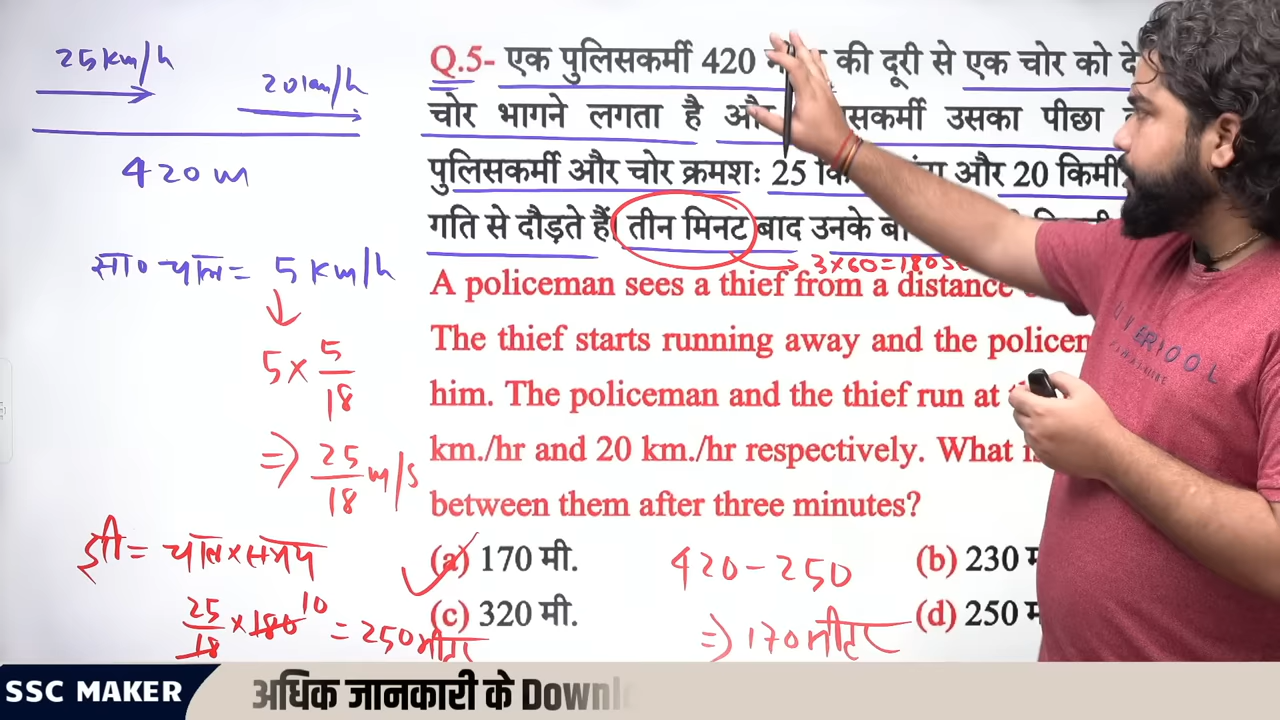 25km/h
20km/h
420 m
Q.5- एक पुलिसकर्मी 420 की दूरी से एक चोर को
चोर भागने लगता है और उसका पीछा
पुलिसकर्मी और चोर क्रमशः 25 और 20 किमी.
गति से दौड़ते हैं तीन मिनट बाद उनके
3×60=180
A policeman sees a thief from a distance
The thief starts running away and the
him. The policeman and the thief run at
km./hr and 20 km./hr respectively. What
between them after three minutes?
(a) 170 मी.
(b) 230
(c) 320 मी.
(d) 250
सा० चाल = 5 km/h
5 × 5/18
⇒ 25/18 m/s
दूरी = चाल × समय
25/18 × 180 10 = 250 मीटर
420 - 250
⇒ 170 मीटर
SSC MAKER
अधिक जानकारी के